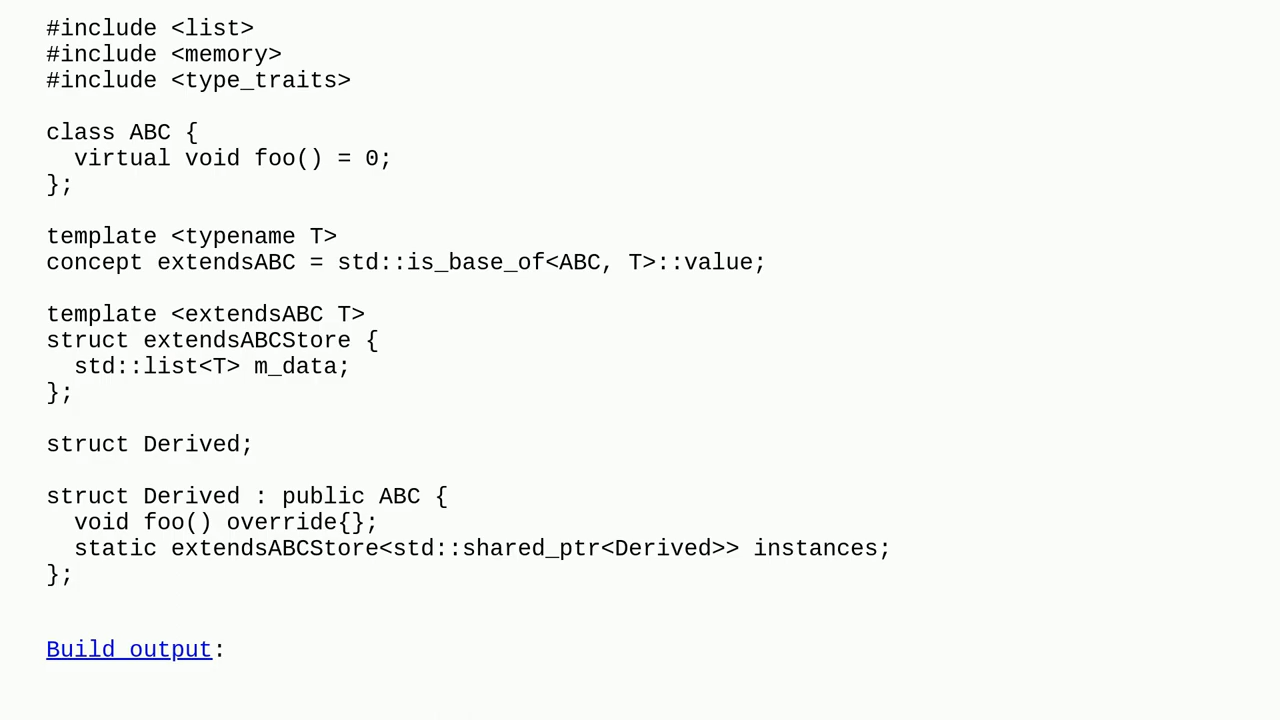 #include <list>
#include <memory>
#include <type_traits>

class ABC {
  virtual void foo() = 0;
};

template <typename T>
concept extendsABC = std::is_base_of<ABC, T>::value;

template <extendsABC T>
struct extendsABCStore {
  std::list<T> m_data;
};

struct Derived;

struct Derived : public ABC {
  void foo() override{};
  static extendsABCStore<std::shared_ptr<Derived>> instances;
};

Build output: